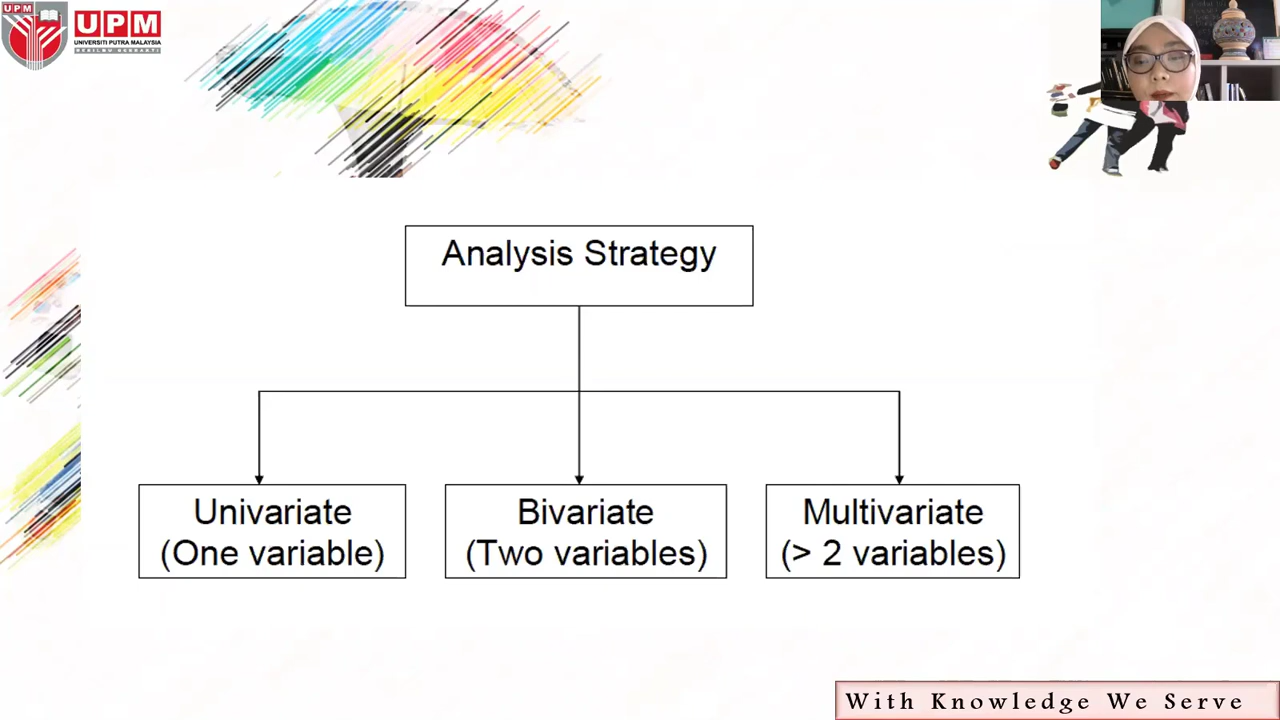 UPM
UPM
UNIVERSITI PUTRA MALAYSIA
BERILMU BERBAKTI
Analysis Strategy
Univariate
(One variable)
Bivariate
(Two variables)
Multivariate
(> 2 variables)
With Knowledge We Serve